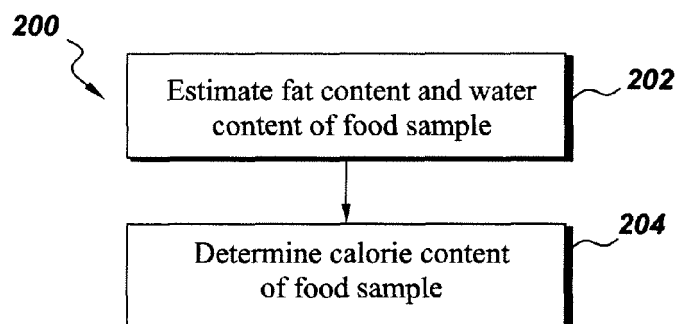 200
Estimate fat content and water
content of food sample
202
Determine calorie content
of food sample
204